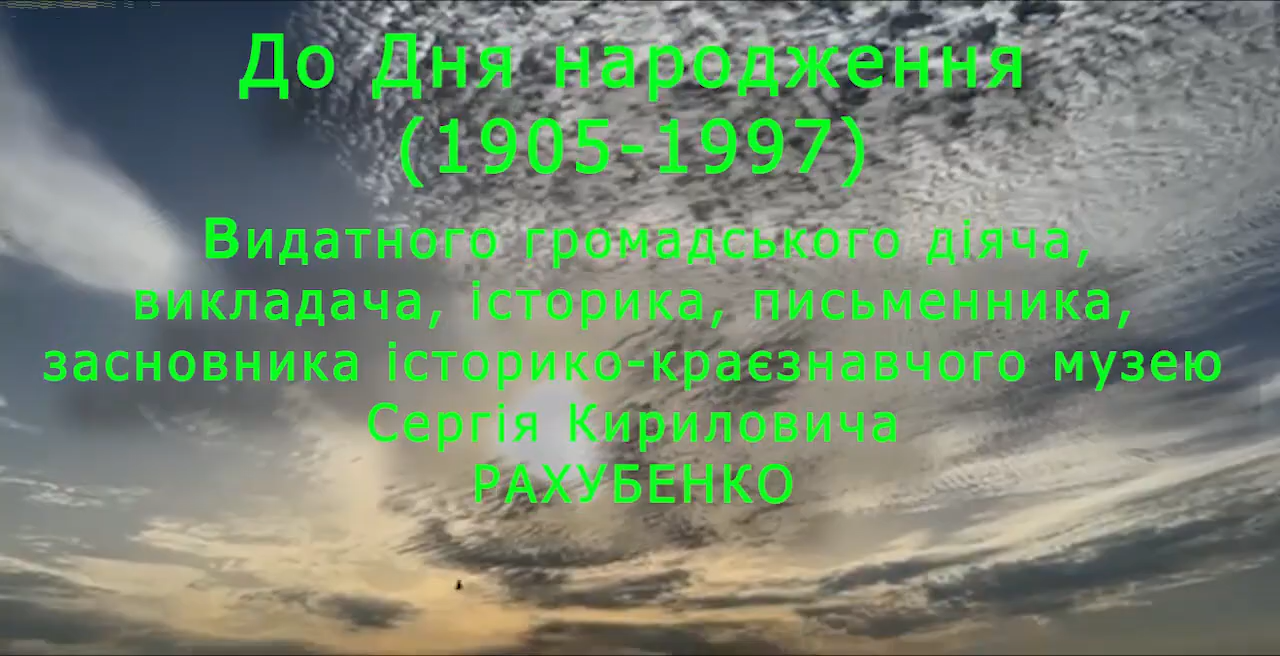 До Дня народження
(1905-1997)
Видатного громадського діяча,
викладача, історика, письменника,
засновника історико-краєзнавчого музею
Сергія Кириловича
РАХУБЕНКО